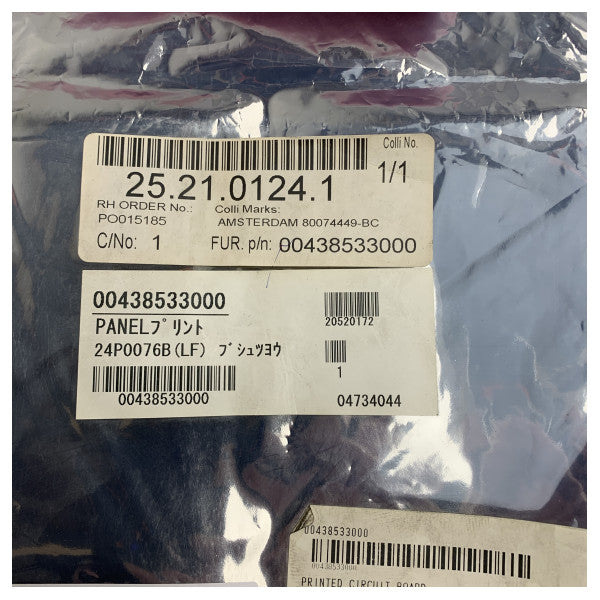 Colli No.
1/1
25.21.0124.1
RH ORDER No.: Colli Marks:
PO015185 AMSTERDAM 80074449-BC
C/No: 1 FUR. p/n: 00438533000
00438533000
PANELプリント
20520172
24P0076B(LF) ブシュツヨウ
1
00438533000
04734044
00438533000
00438533000
PRINTED CIRCUIT BOARD